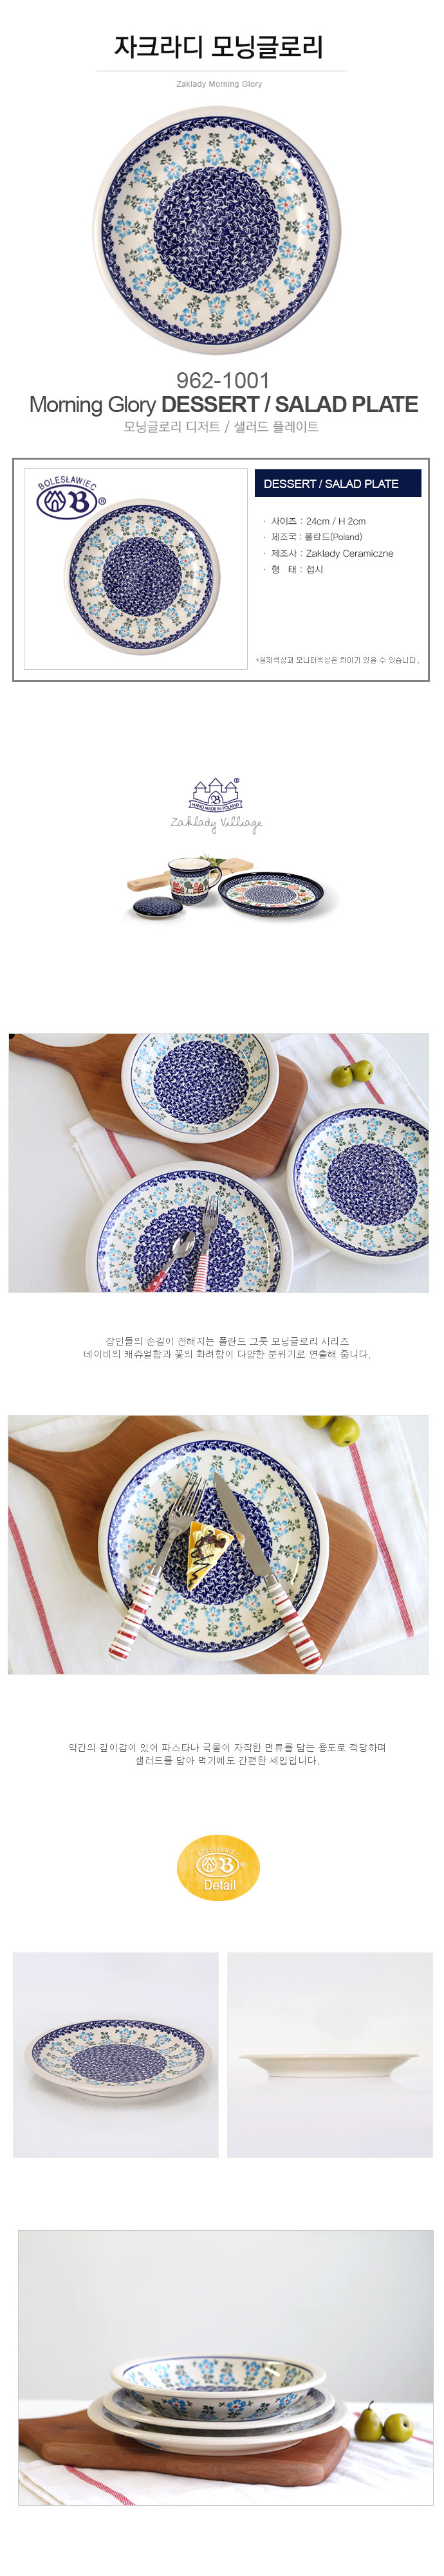 자크라디 모닝글로리
Zaklady Morning Glory
962-1001
Morning Glory DESSERT / SALAD PLATE
모닝글로리 디저트 / 샐러드 플레이트
BOLESŁAWIEC
B
®
DESSERT / SALAD PLATE
· 사이즈 : 24cm / H 2cm
· 제조국 : 폴란드(Poland)
· 제조사 : Zaklady Ceramiczne
· 형 태 : 접시
*실제색상과 모니터색상은 차이가 있을 수 있습니다.
®
B
HAND MADE IN POLAND
Zaklady Village
장인들의 손길이 전해지는 폴란드 그릇 모닝글로리 시리즈
네이비의 캐쥬얼함과 꽃의 화려함이 다양한 분위기로 연출해 줍니다.
약간의 깊이감이 있어 파스타나 국물이 자작한 면류를 담는 용도로 적당하며
샐러드를 담아 먹기에도 간편한 셰입입니다.
BOLESŁAWIEC
B
®
Detail